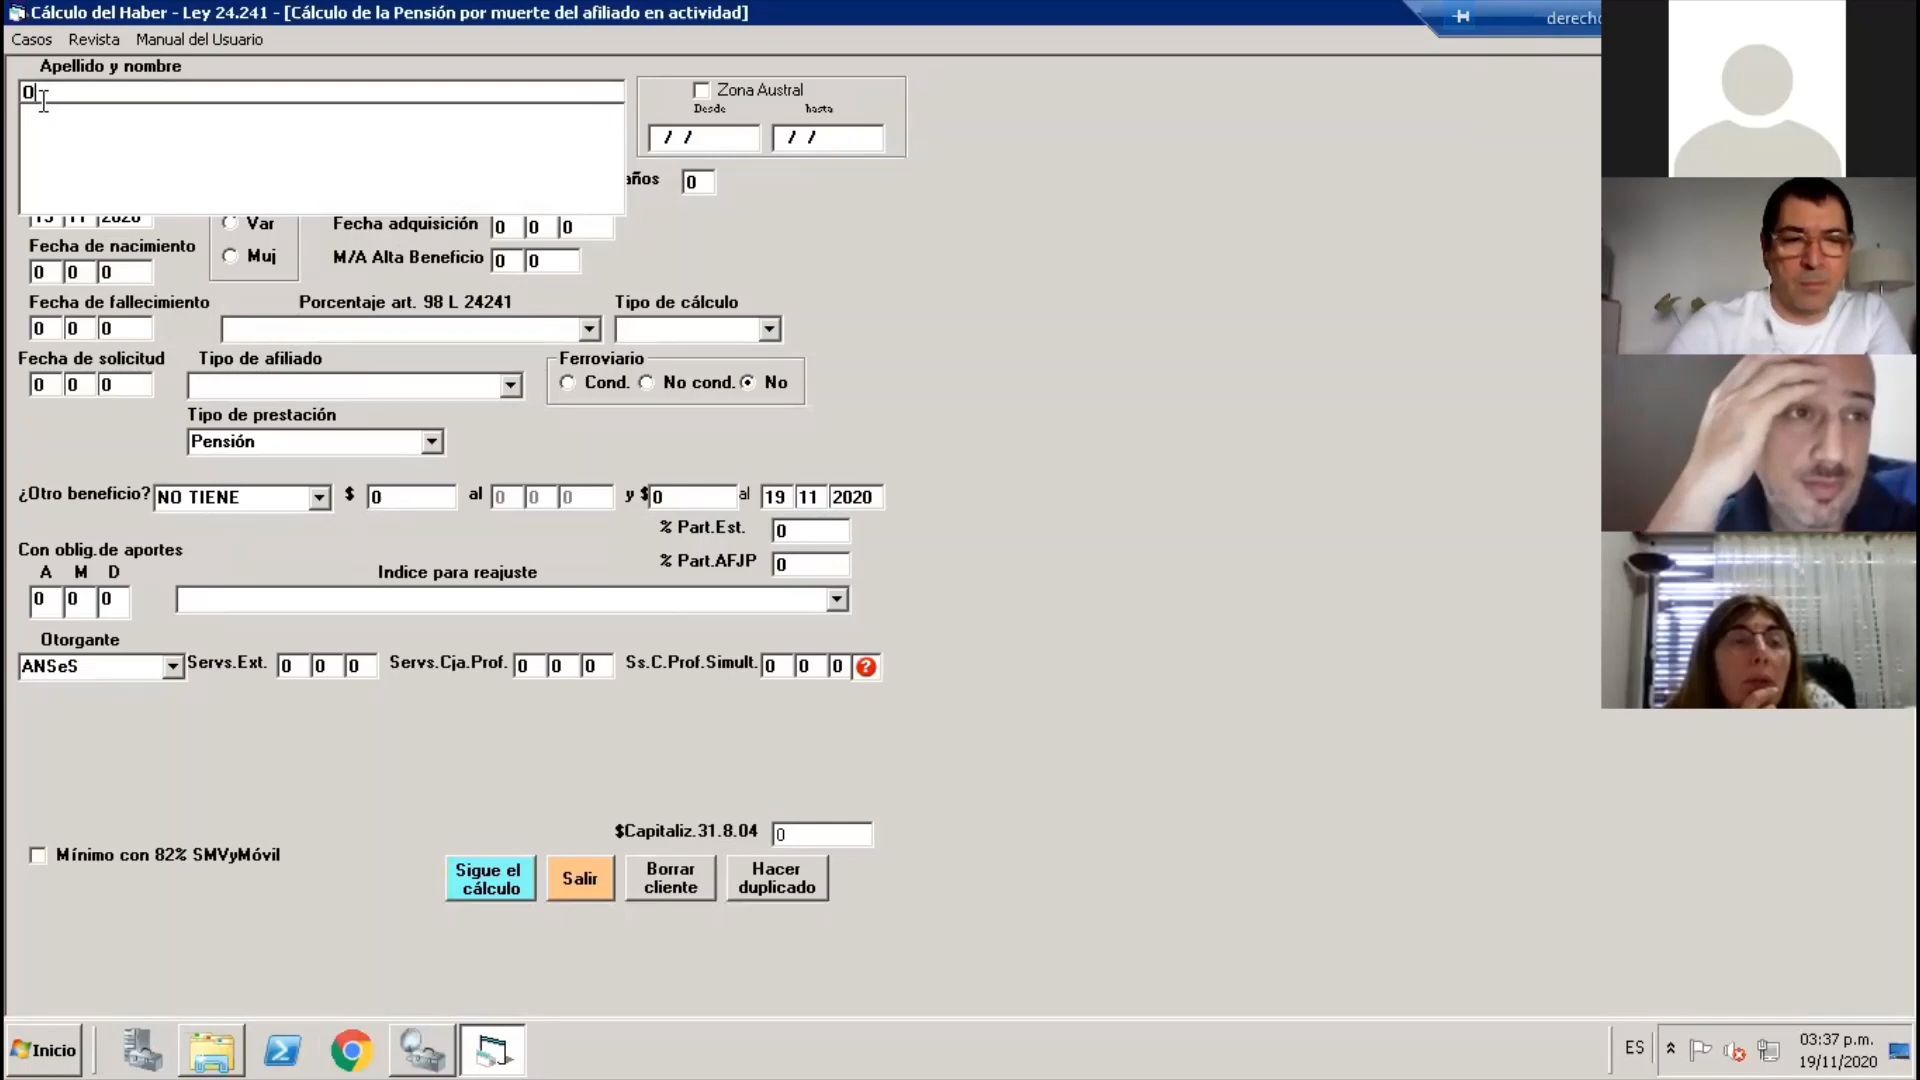 Cálculo del Haber - Ley 24.241 - [Cálculo de la Pensión por muerte del afiliado en actividad]
derecho
Casos Revista Manual del Usuario
Apellido y nombre
O
Zona Austral
Desde hasta
/ / / /
años 0
Var
Muj
Fecha adquisición 0 0 0
M/A Alta Beneficio 0 0
Fecha de nacimiento
0 0 0
Fecha de fallecimiento Porcentaje art. 98 L 24241 Tipo de cálculo
0 0 0
Fecha de solicitud Tipo de afiliado Ferroviario
0 0 0 Cond. No cond. No
Tipo de prestación
Pensión
¿Otro beneficio? NO TIENE $ 0 al 0 0 0 y $ 0 al 19 11 2020
% Part.Est. 0
Con oblig.de aportes % Part.AFJP 0
A M D Indice para reajuste
0 0 0
Otorgante
ANSeS Servs.Ext. 0 0 0 Servs.Cja.Prof. 0 0 0 Ss.C.Prof.Simult. 0 0 0 ?
$Capitaliz.31.8.04 0
Mínimo con 82% SMVyMóvil
Sigue el cálculo Salir Borrar cliente Hacer duplicado
Inicio ES 03:37 p.m.
19/11/2020